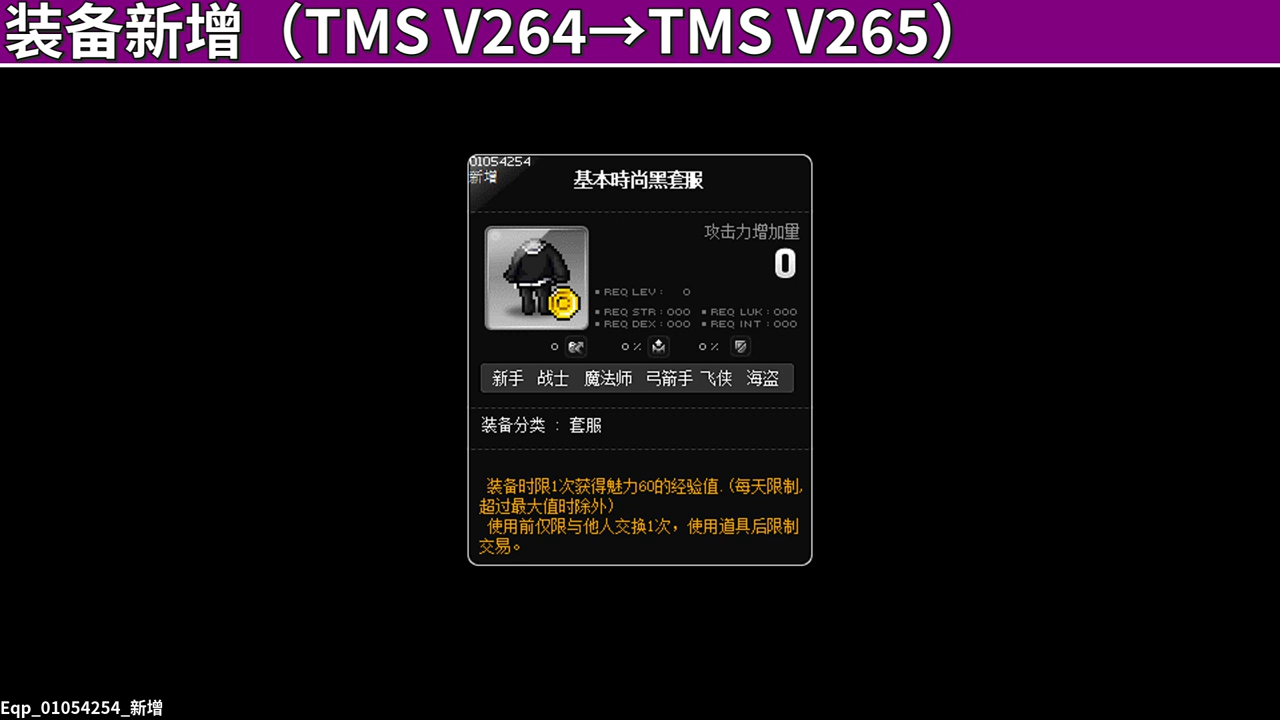 装备新增（TMS V264→TMS V265）
01054254
新增
基本時尚黑套服
攻击力增加量
0
REQ LEV : 0
REQ STR : 000 REQ LUK : 000
REQ DEX : 000 REQ INT : 000
0 0 % 0 %
新手 战士 魔法师 弓箭手 飞侠 海盗
装备分类 : 套服
装备时限1次获得魅力60的经验值.(每天限制,
超过最大值时除外)
使用前仅限与他人交换1次，使用道具后限制
交易。
Eqp_01054254_新增